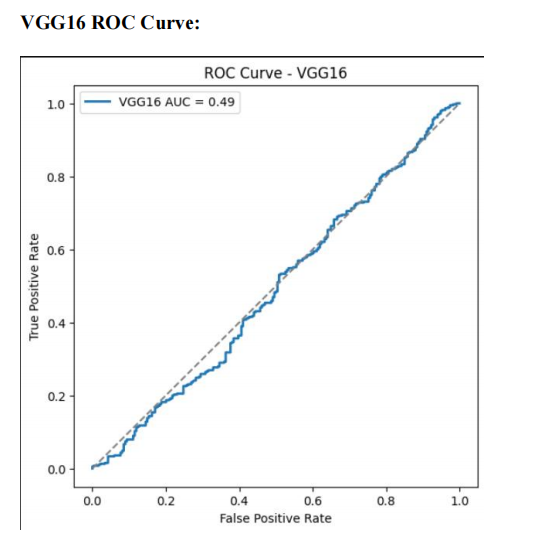 VGG16 ROC Curve:
ROC Curve - VGG16
VGG16 AUC = 0.49
True Positive Rate
1.0
0.8
0.6
0.4
0.2
0.0
0.0 0.2 0.4 0.6 0.8 1.0
False Positive Rate